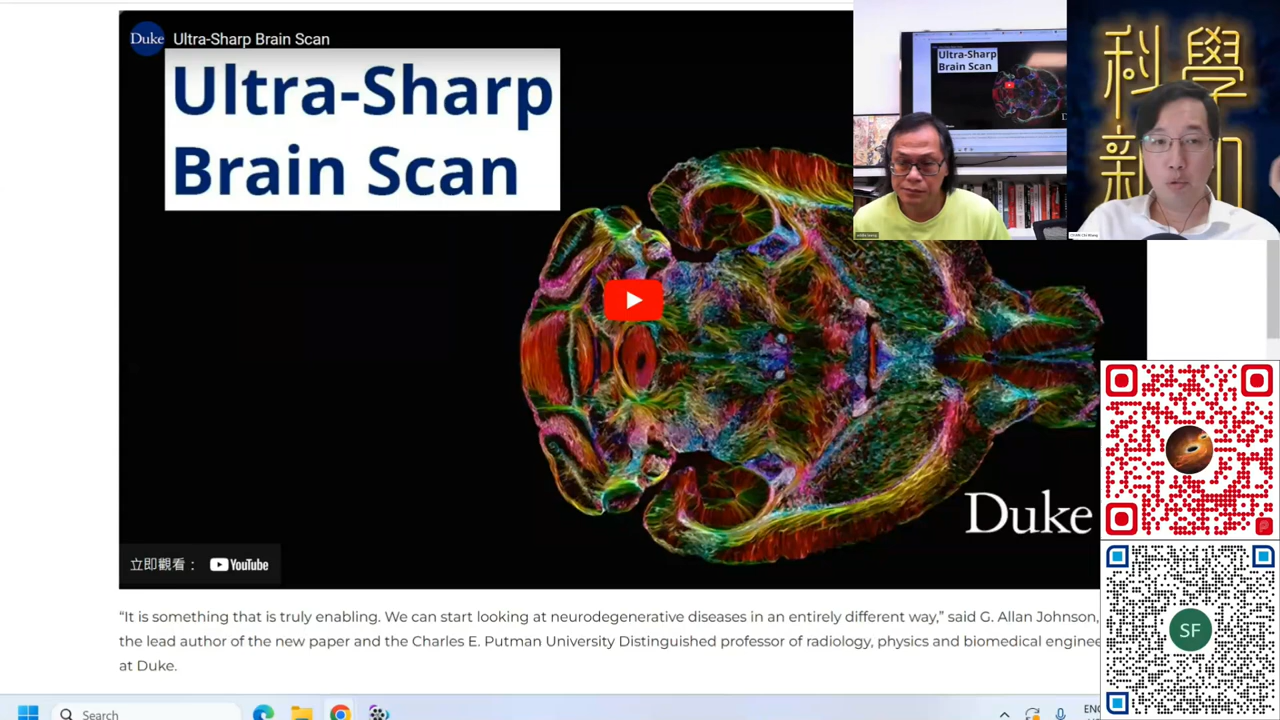 Duke
Ultra-Sharp Brain Scan
Ultra-Sharp
Brain Scan
Ultra-Sharp
Brain Scan
科學
新
Duke
立即觀看：
YouTube
“It is something that is truly enabling. We can start looking at neurodegenerative diseases in an entirely different way,” said G. Allan Johnson,
the lead author of the new paper and the Charles E. Putman University Distinguished professor of radiology, physics and biomedical enginee
at Duke.
SF
Search
ENG